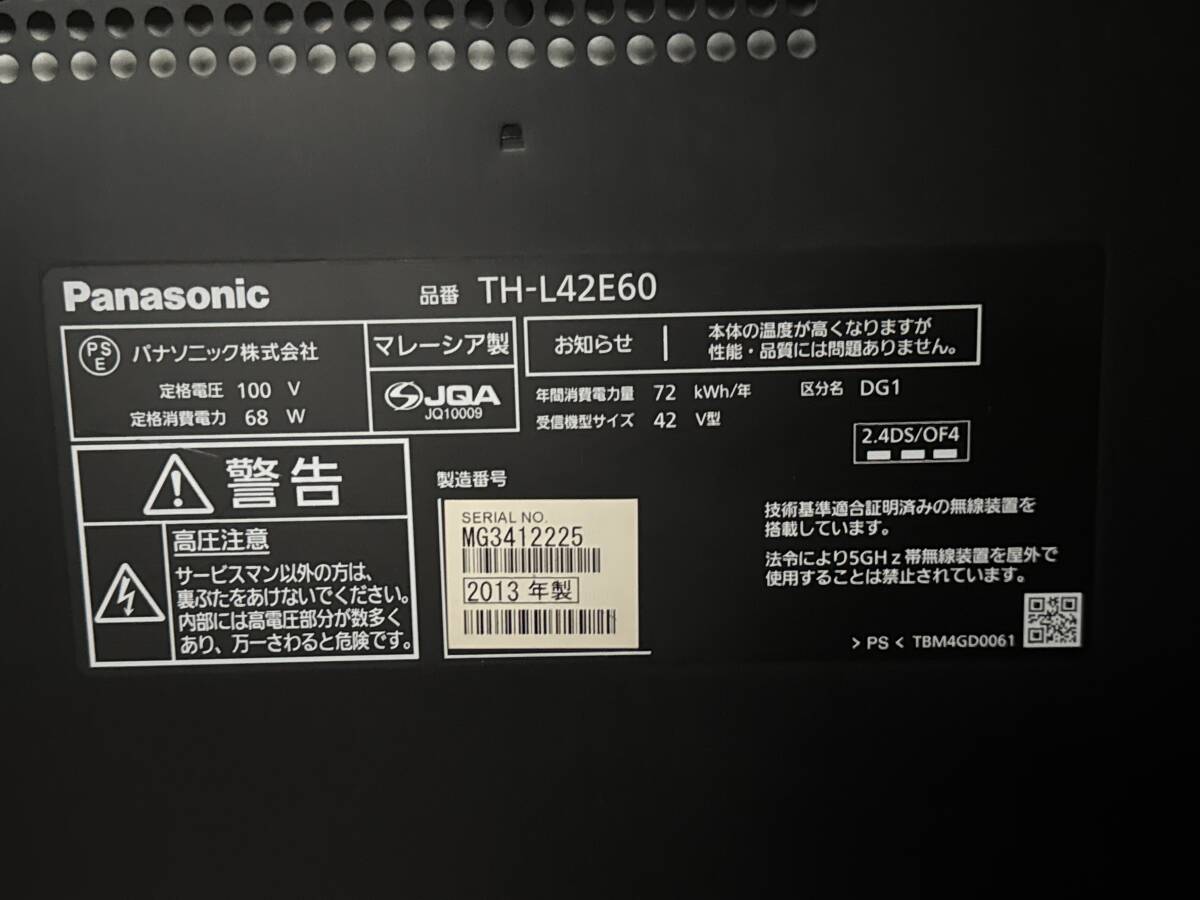 Panasonic
品番 TH-L42E60
PS
E
パナソニック株式会社
定格電圧 100 V
定格消費電力 68 W
マレーシア製
JQA
JQ10009
お知らせ
本体の温度が高くなりますが
性能・品質には問題ありません。
年間消費電力量 72 kWh/年 区分名 DG1
受信機型サイズ 42 V型
2.4DS/OF4
警告
高圧注意
サービスマン以外の方は、
裏ぶたをあけないでください。
内部には高電圧部分が数多く
あり、万一さわると危険です。
製造番号
SERIAL NO.
MG3412225
2013 年製
技術基準適合証明済みの無線装置を
搭載しています。
法令により5GHz帯無線装置を屋外で
使用することは禁止されています。
> PS < TBM4GD0061